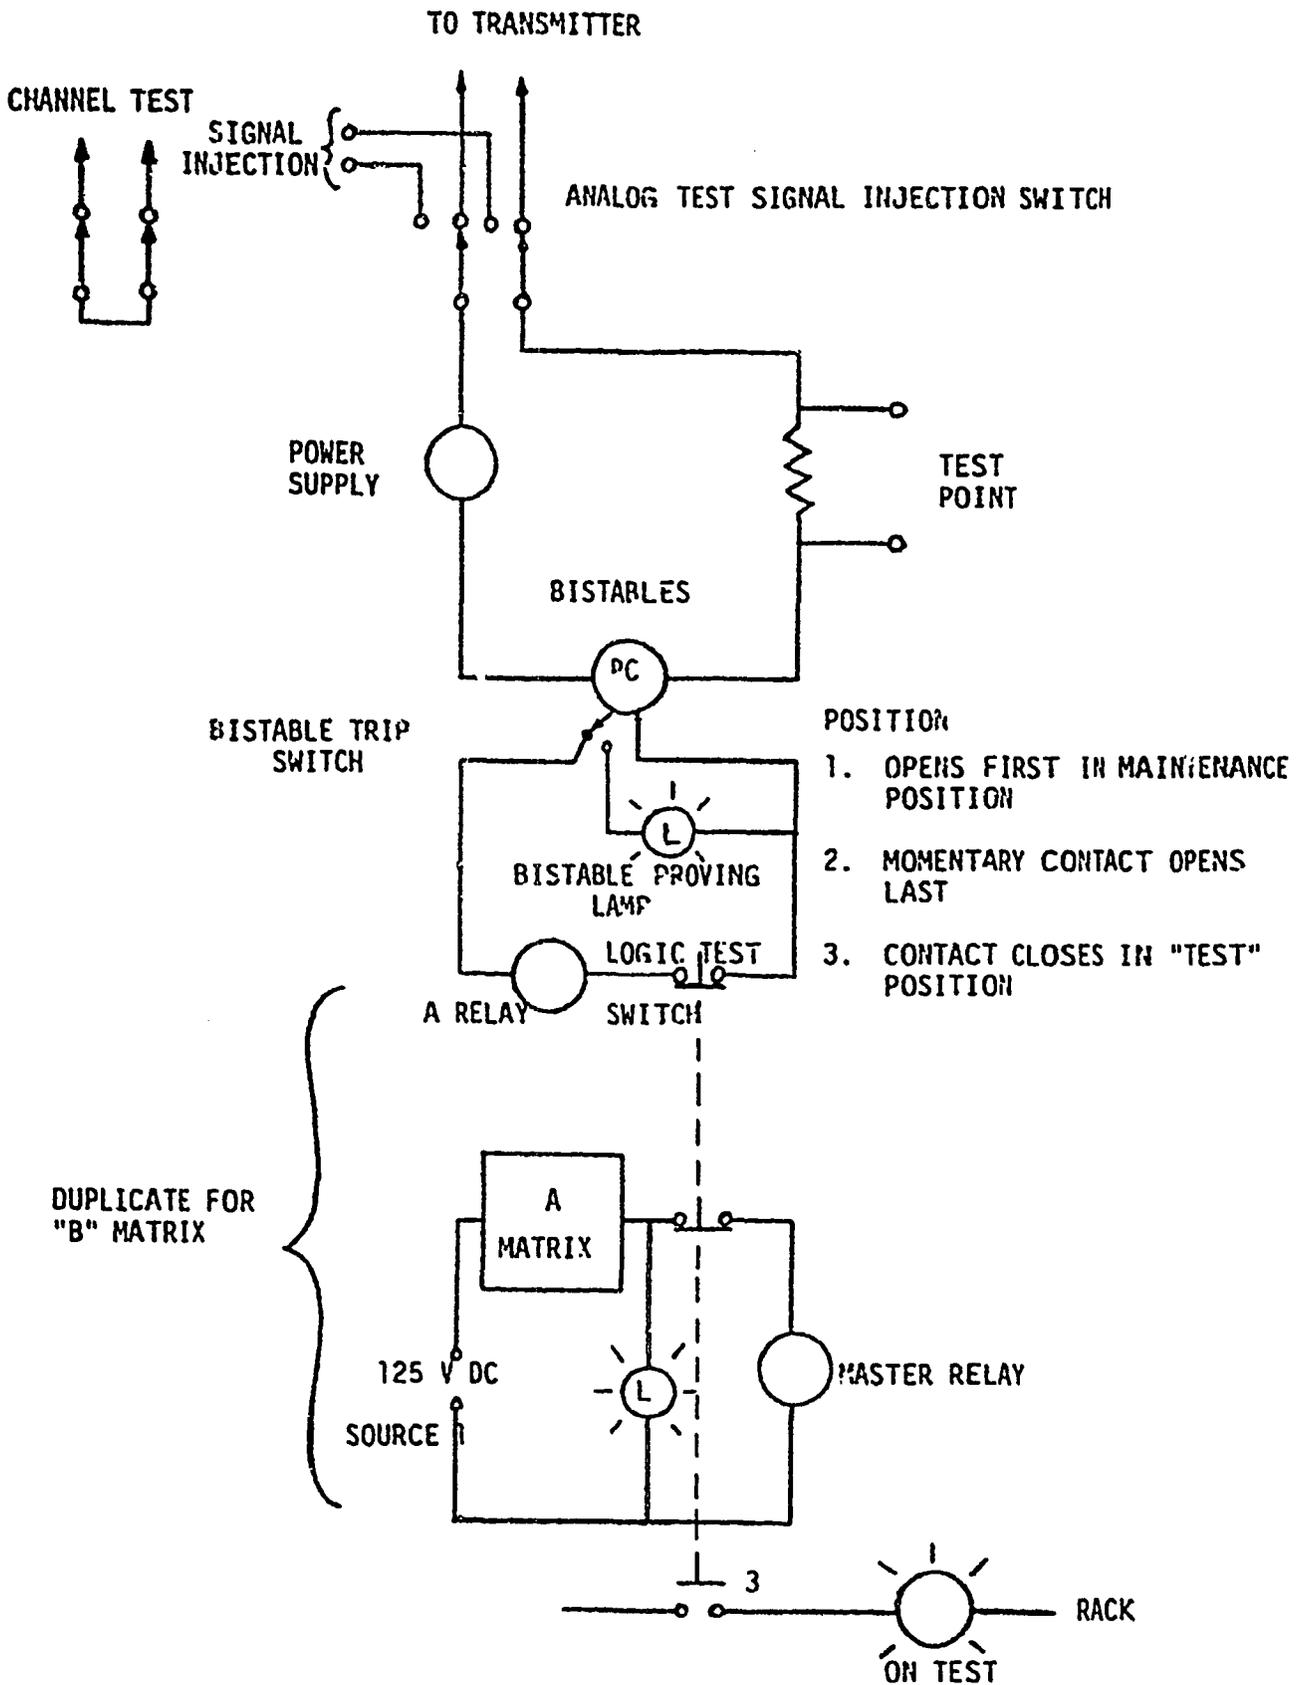 TO TRANSMITTER
CHANNEL TEST
SIGNAL
INJECTION
ANALOG TEST SIGNAL INJECTION SWITCH
POWER
SUPPLY
TEST
POINT
BISTABLES
PC
BISTABLE TRIP
SWITCH
POSITION
1. OPENS FIRST IN MAINTENANCE
POSITION
L
BISTABLE PROVING
LAMP
2. MOMENTARY CONTACT OPENS
LAST
LOGIC TEST
SWITCH
3. CONTACT CLOSES IN "TEST"
POSITION
A RELAY
DUPLICATE FOR
"B" MATRIX
A
MATRIX
125 V DC
SOURCE
L
MASTER RELAY
3
RACK
ON TEST